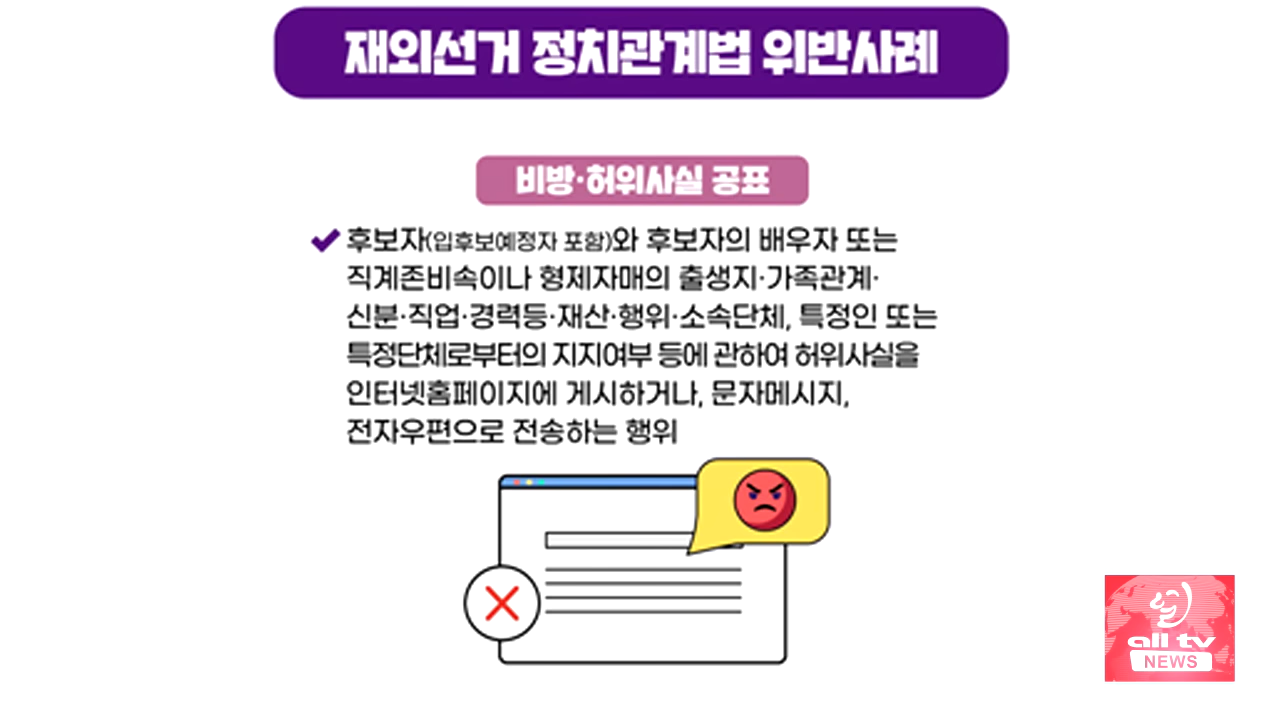 재외선거 정치관계법 위반사례
비방·허위사실 공표
후보자(입후보예정자 포함)와 후보자의 배우자 또는
직계존비속이나 형제자매의 출생지·가족관계·
신분·직업·경력등·재산·행위·소속단체, 특정인 또는
특정단체로부터의 지지여부 등에 관하여 허위사실을
인터넷홈페이지에 게시하거나, 문자메시지,
전자우편으로 전송하는 행위
all tv
NEWS